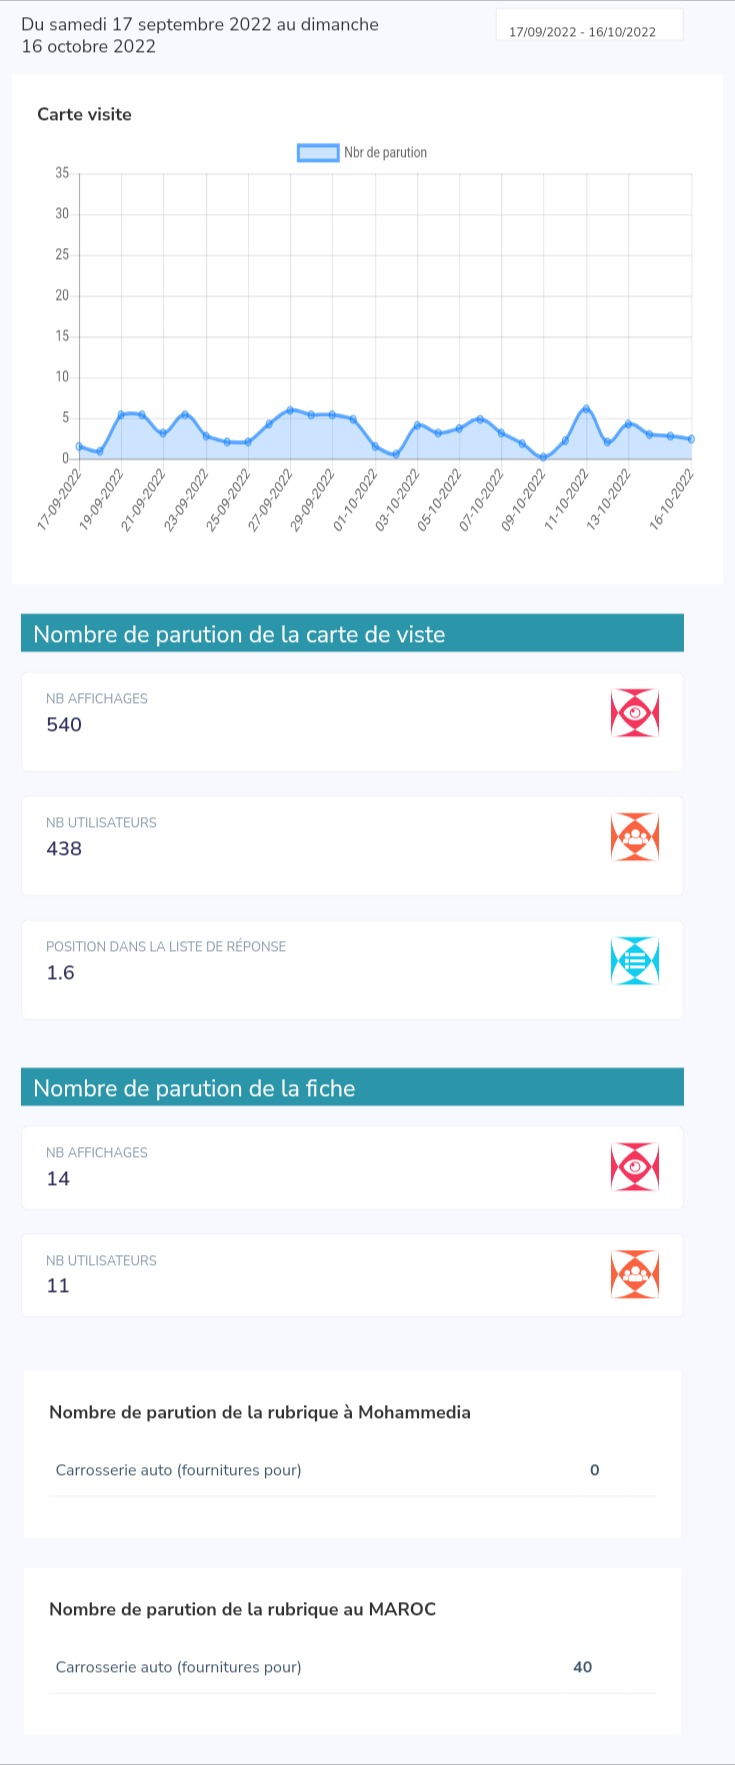 Du samedi 17 septembre 2022 au dimanche
16 octobre 2022
17/09/2022 - 16/10/2022
Carte visite
Nbr de parution
35
30
25
20
15
10
5
0
17-09-2022
19-09-2022
21-09-2022
23-09-2022
25-09-2022
27-09-2022
29-09-2022
01-10-2022
03-10-2022
05-10-2022
07-10-2022
09-10-2022
11-10-2022
13-10-2022
16-10-2022
Nombre de parution de la carte de viste
NB AFFICHAGES
540
NB UTILISATEURS
438
POSITION DANS LA LISTE DE RÉPONSE
1.6
Nombre de parution de la fiche
NB AFFICHAGES
14
NB UTILISATEURS
11
Nombre de parution de la rubrique à Mohammedia
Carrosserie auto (fournitures pour) 0
Nombre de parution de la rubrique au MAROC
Carrosserie auto (fournitures pour) 40